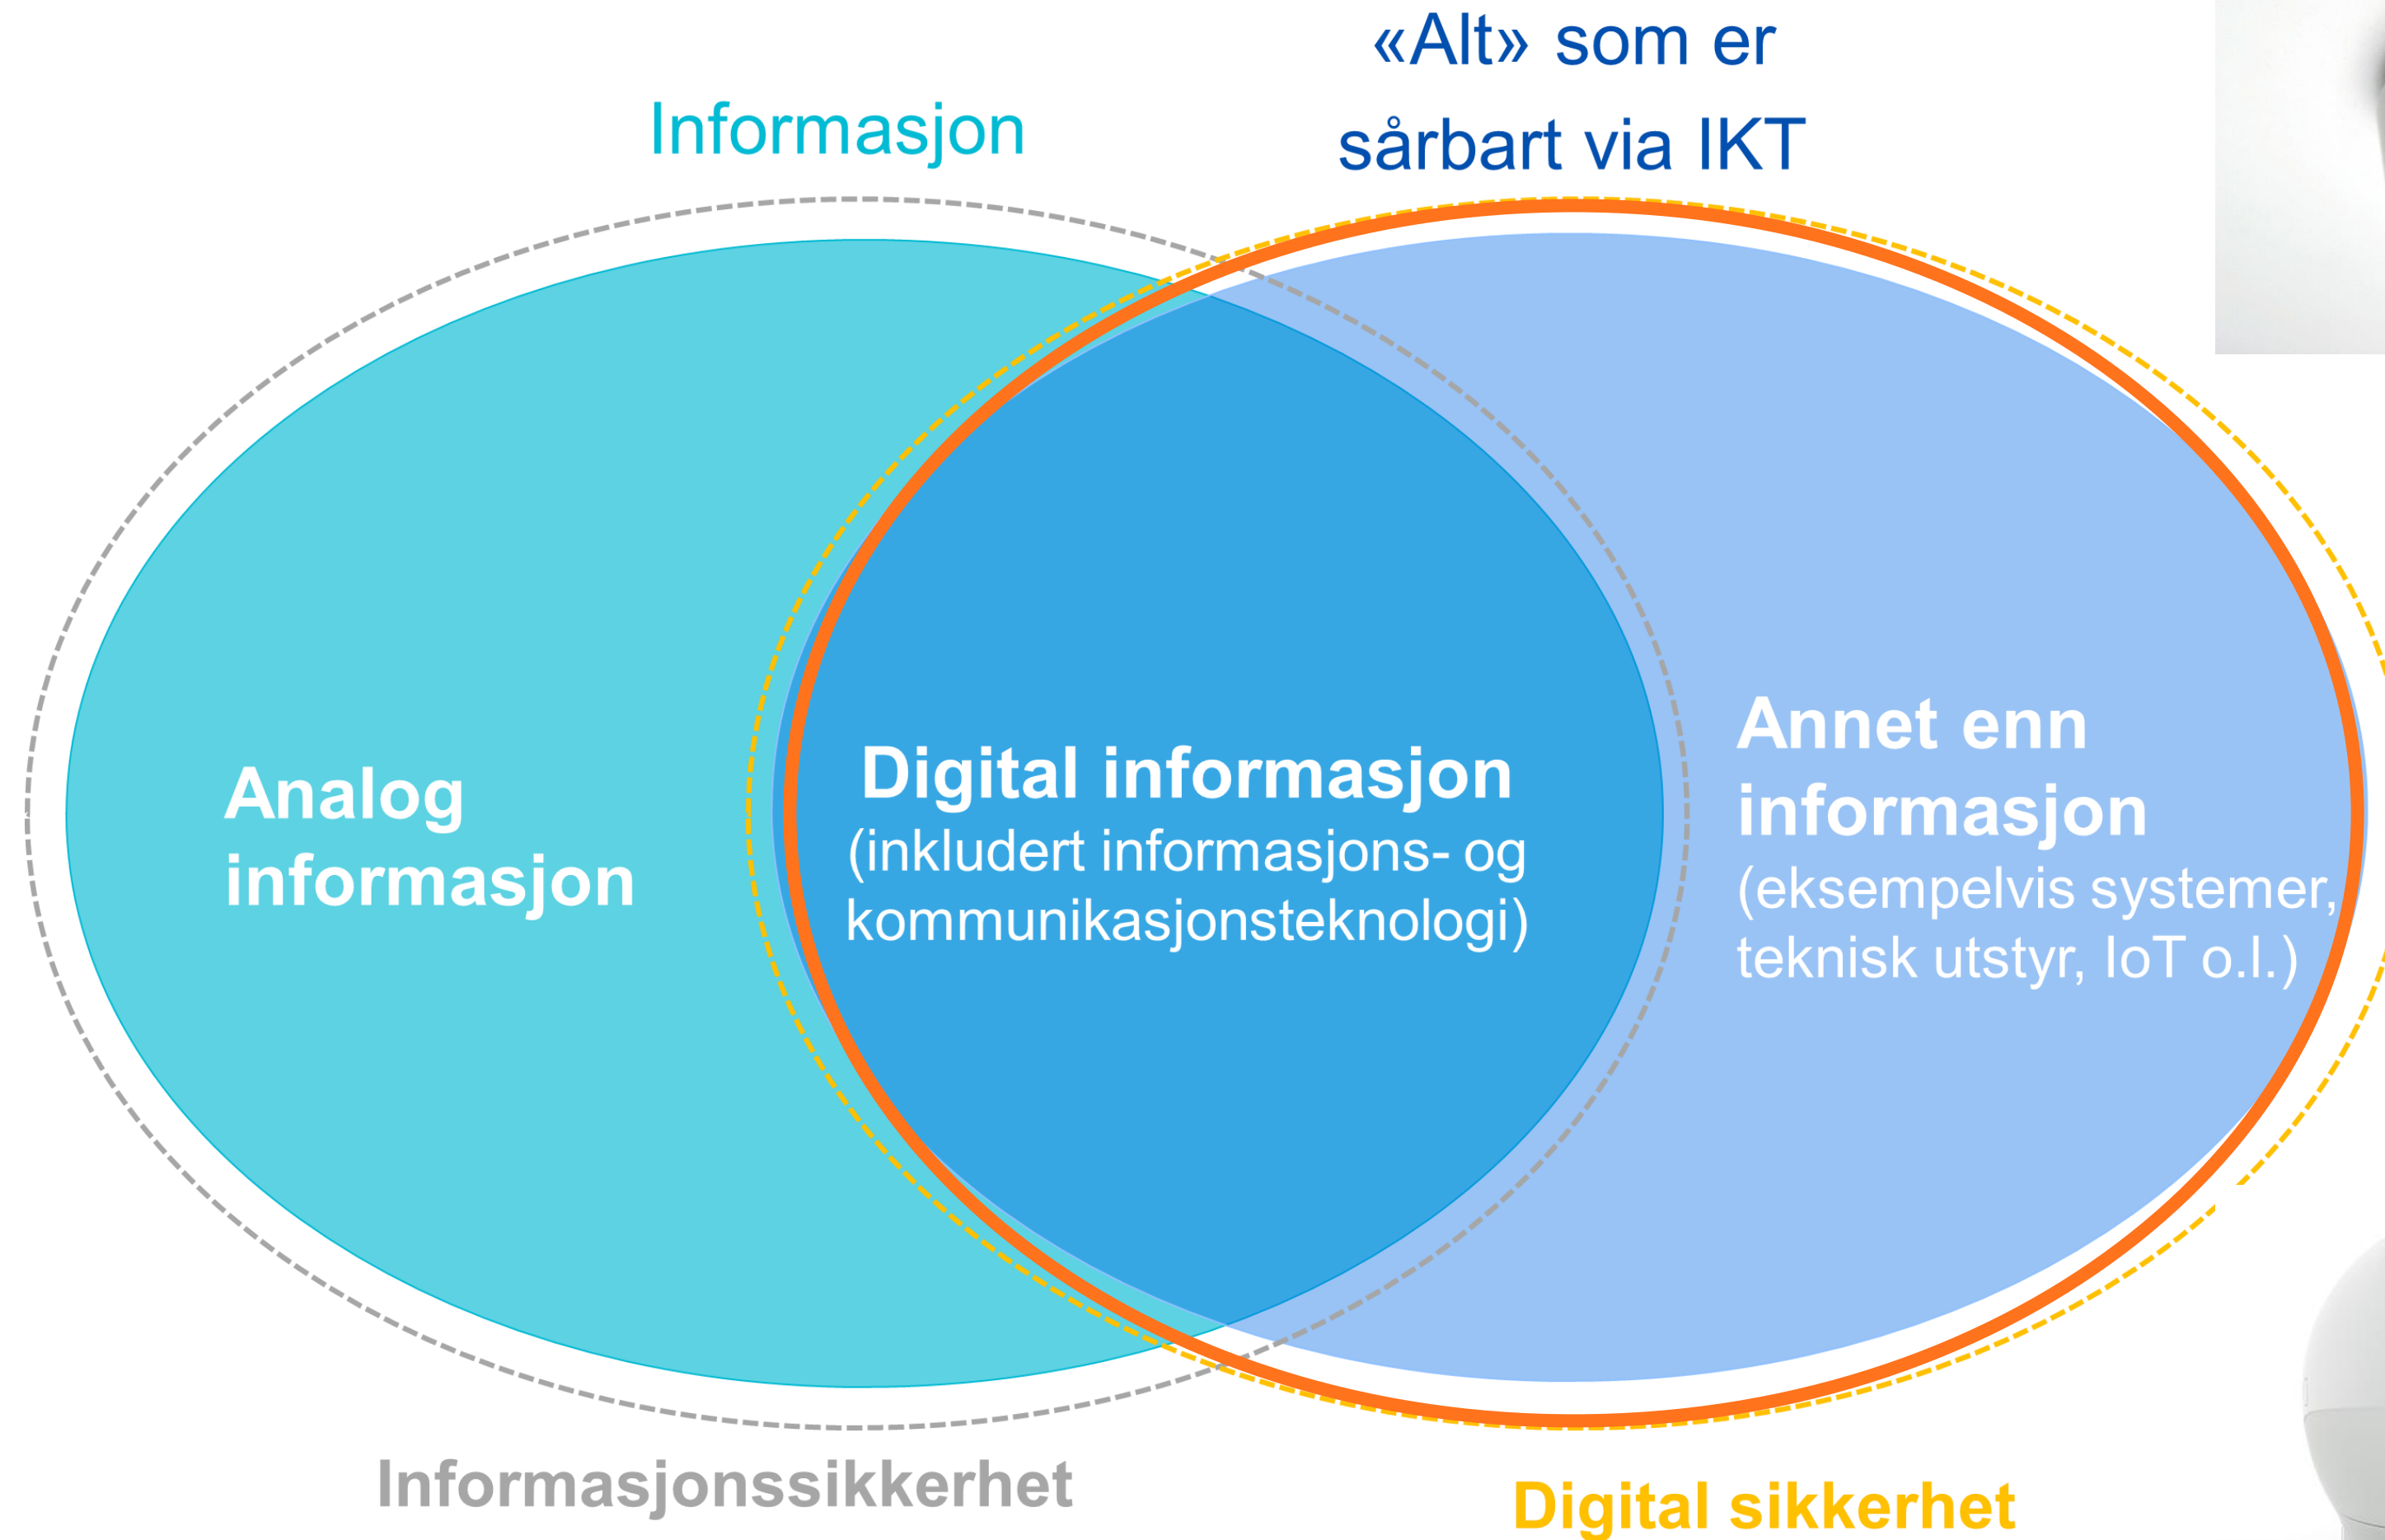 «Alt» som er
sårbart via IKT
Informasjon
Analog
informasjon
Digital informasjon
(inkludert informasjons- og
kommunikasjonsteknologi)
Annet enn
informasjon
(eksempelvis systemer,
teknisk utstyr, IoT o.l.)
Informasjonssikkerhet
Digital sikkerhet